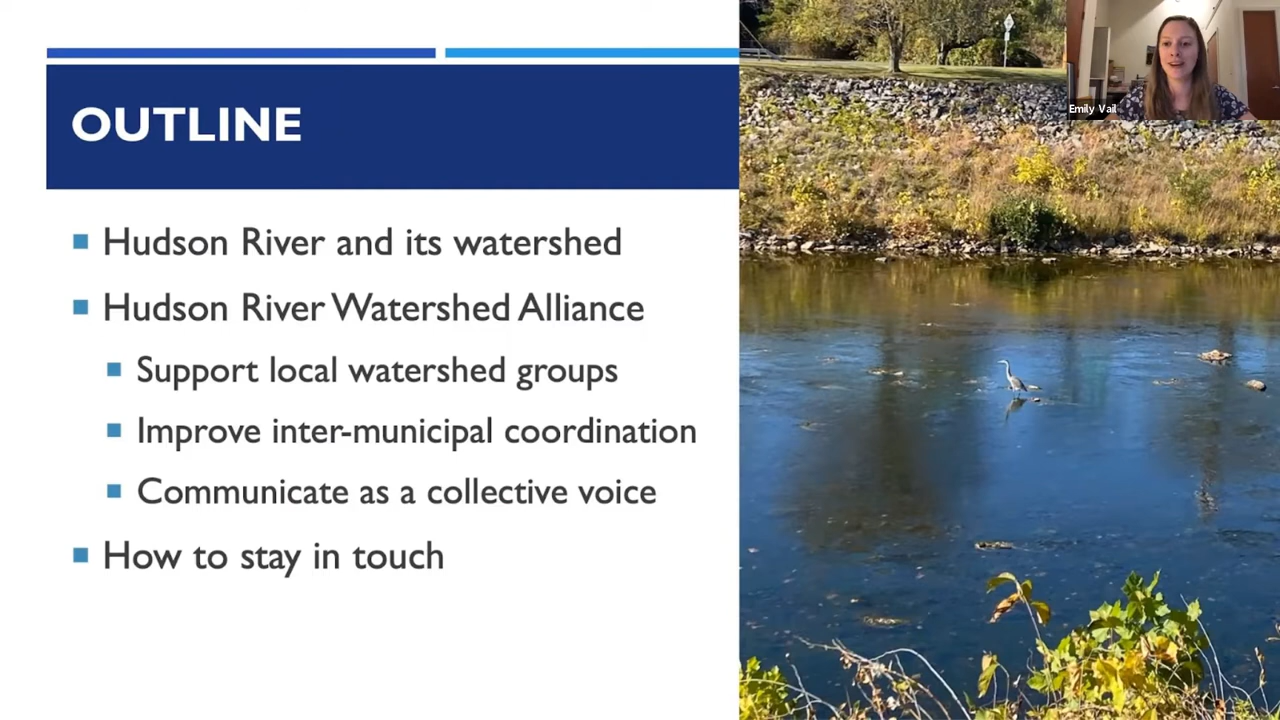 OUTLINE
Hudson River and its watershed
Hudson River Watershed Alliance
Support local watershed groups
Improve inter-municipal coordination
Communicate as a collective voice
How to stay in touch
Emily Vail